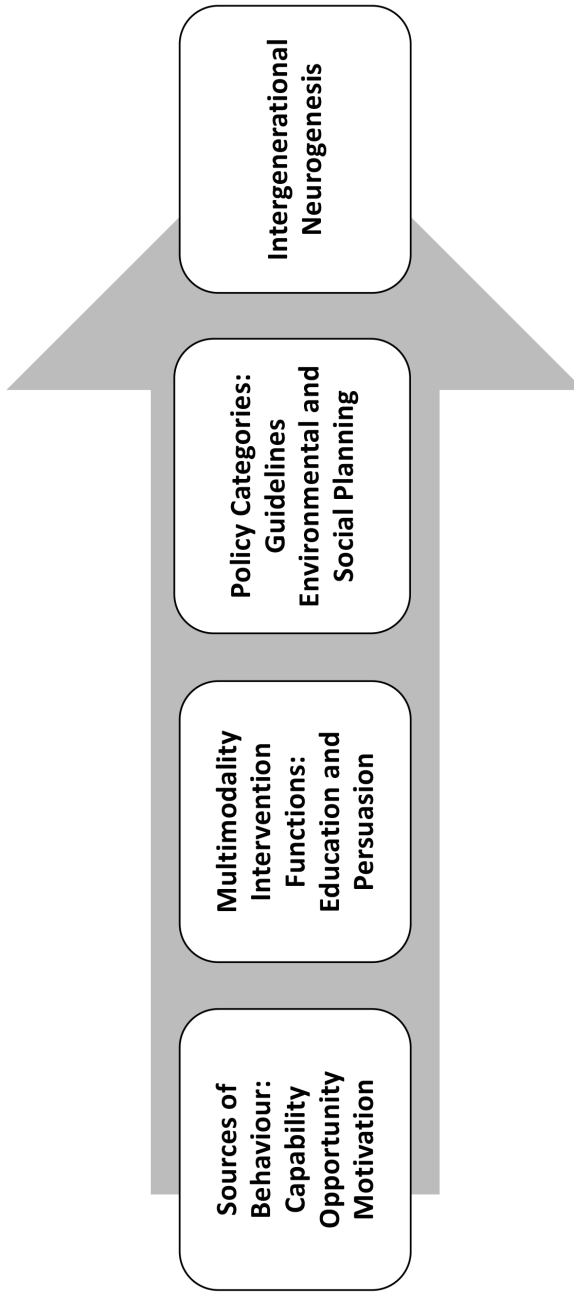 Sources of
Behaviour:
Capability
Opportunity
Motivation
Multimodality
Intervention
Functions:
Education and
Persuasion
Policy Categories:
Guidelines
Environmental and
Social Planning
Intergenerational
Neurogenesis